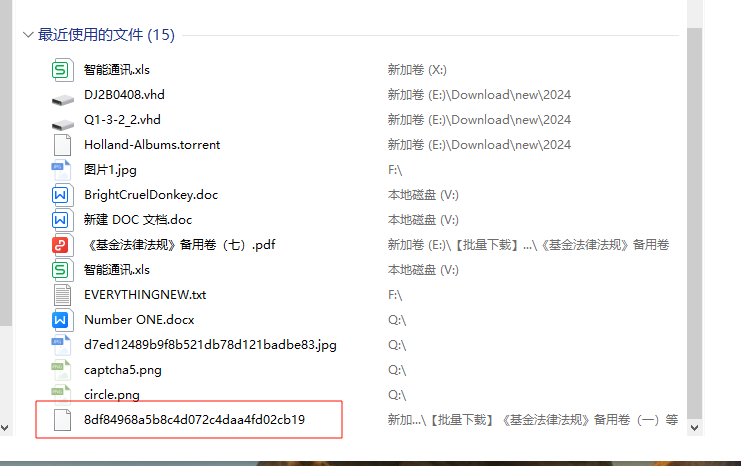 最近使用的文件 (15)
智能通讯.xls 新加卷 (X:)
DJ2B0408.vhd 新加卷 (E:)\Download\new\2024
Q1-3-2_2.vhd 新加卷 (E:)\Download\new\2024
Holland-Albums.torrent 新加卷 (E:)\Download\new\2024
图片1.jpg F:\
BrightCruelDonkey.doc 本地磁盘 (V:)
新建 DOC 文档.doc 本地磁盘 (V:)
《基金法律法规》备用卷（七）.pdf 新加卷 (E:)\【批量下载】...\《基金法律法规》备用卷
智能通讯.xls 本地磁盘 (V:)
EVERYTHINGNEW.txt F:\
Number ONE.docx Q:\
d7ed12489b9f8b521db78d121badbe83.jpg Q:\
captcha5.png Q:\
circle.png Q:\
8df84968a5b8c4d072c4daa4fd02cb19 新加...\【批量下载】《基金法律法规》备用卷（一）等